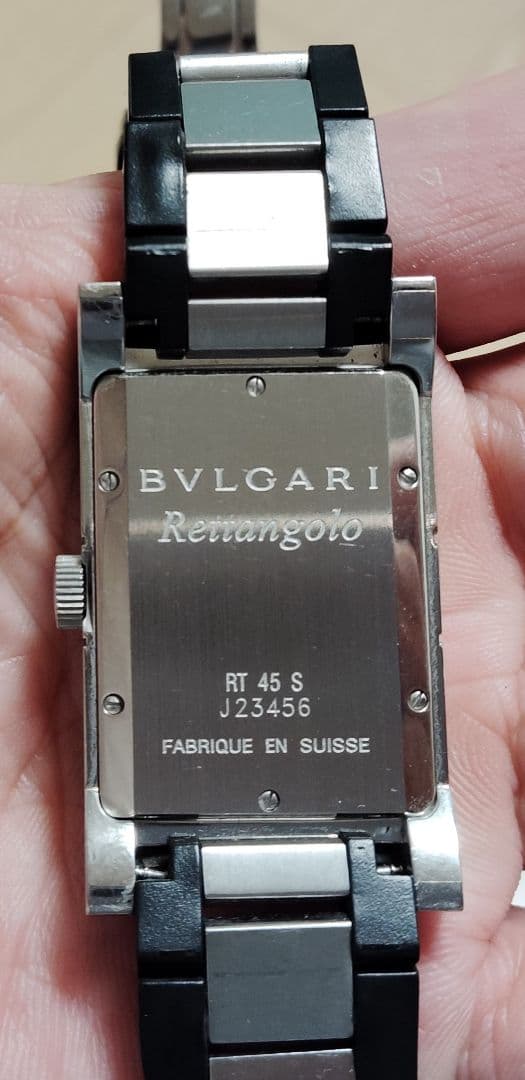 BVLGARI
Rettangolo
RT 45 S
J23456
FABRIQUE EN SUISSE